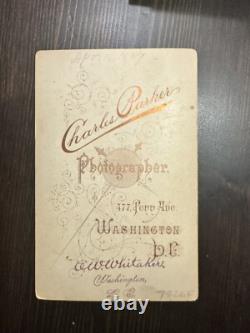 Charles Parker
Photographer.
477 Penn Ave.
WASHINGTON
D.C.
C.W. Whitaker
Washington,
D.C.